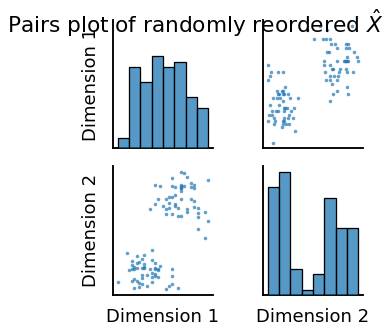 Pairs plot of randomly reordered X̂
Dimension 1
Dimension 2
Dimension 1
Dimension 2